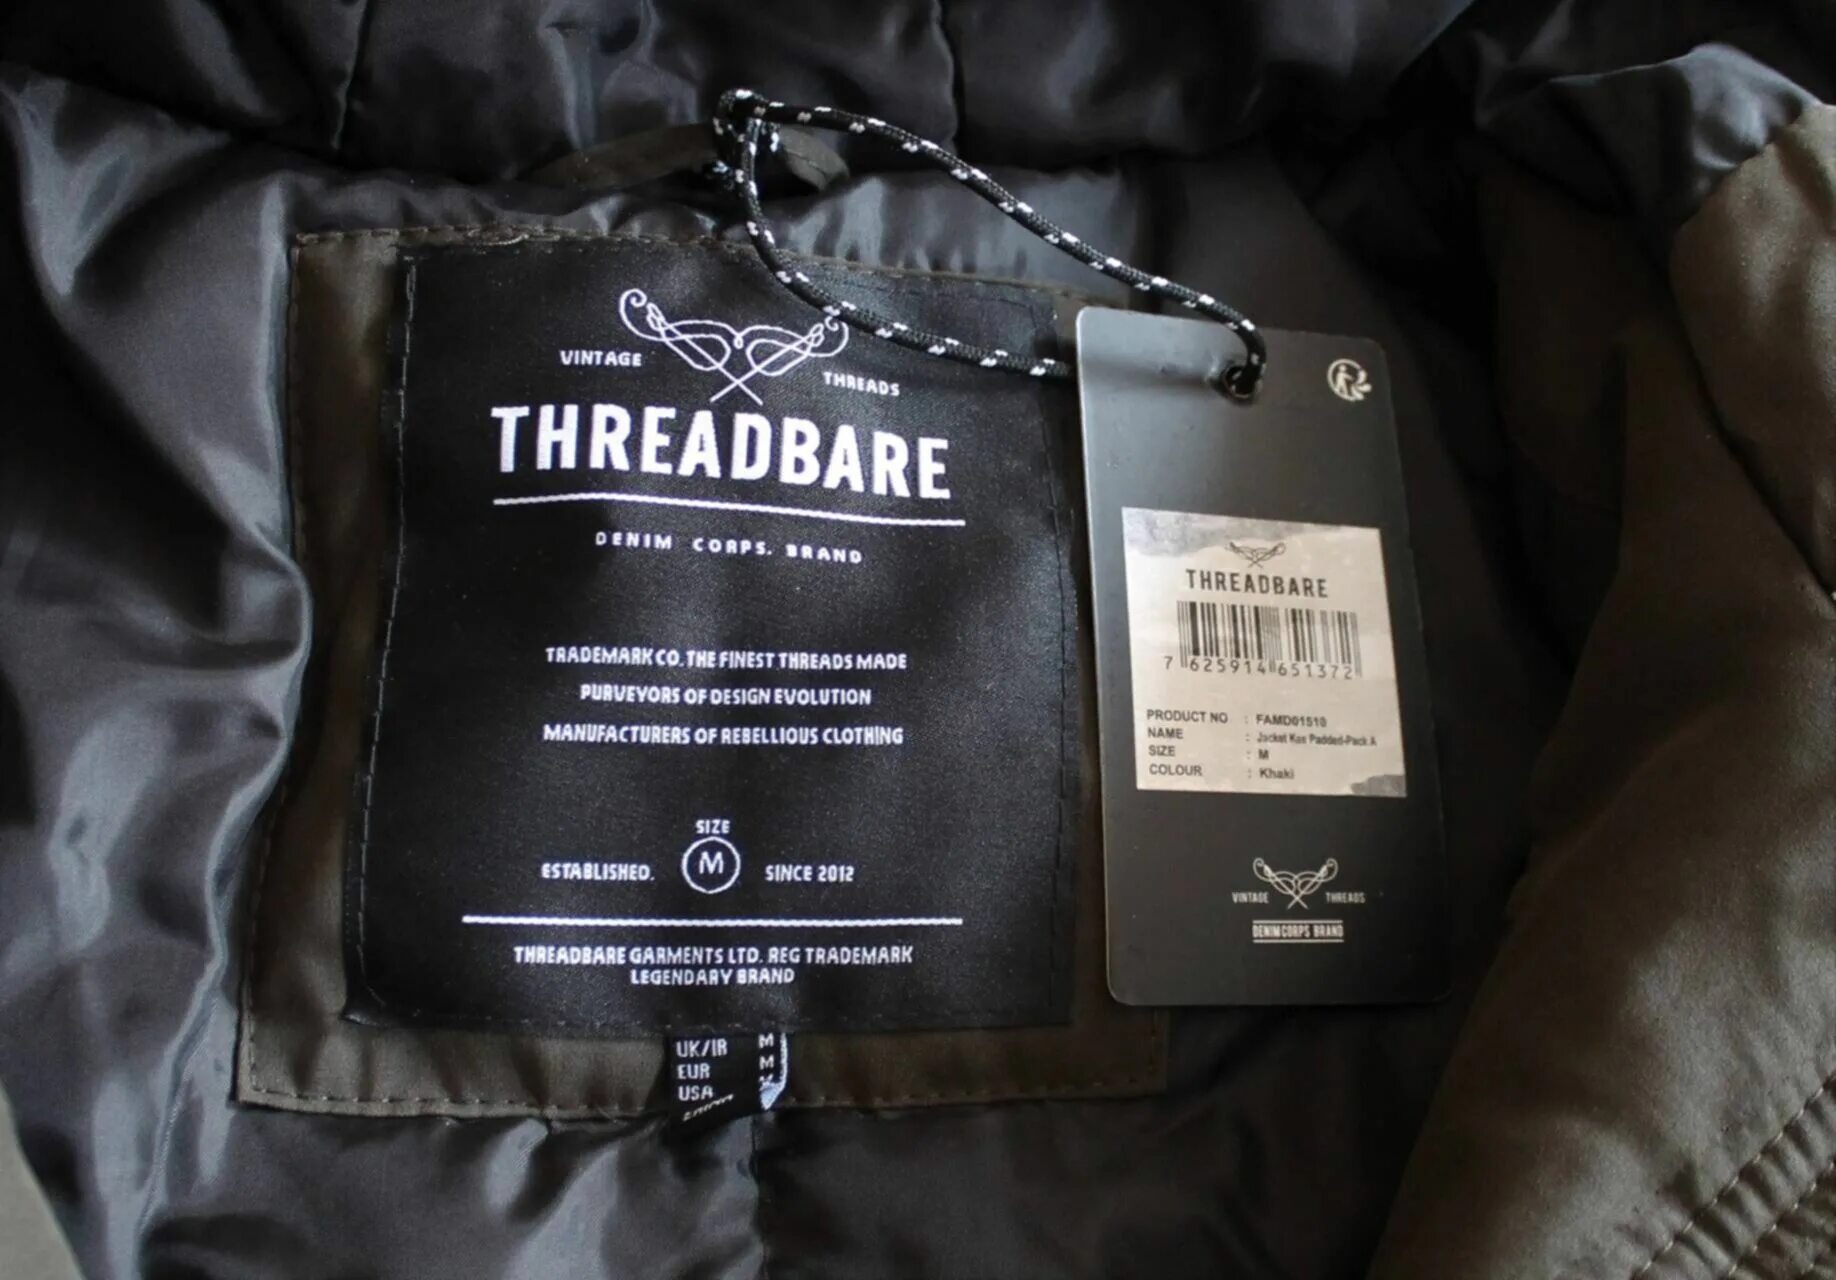 VINTAGE THREADS
THREADBARE
DENIM CORPS. BRAND
TRADEMARK CO. THE FINEST THREADS MADE
PURVEYORS OF DESIGN EVOLUTION
MANUFACTURERS OF REBELLIOUS CLOTHING
SIZE
ESTABLISHED. M SINCE 2012
THREADBARE GARMENTS LTD. REG TRADEMARK
LEGENDARY BRAND
UK/IR M
EUR M
USA
THREADBARE
7 625914 651372
PRODUCT NO : FAMD01510
NAME : Jacket Kas Padded-Pack A
SIZE : M
COLOUR : Khaki
VINTAGE THREADS
DENIM CORPS BRAND